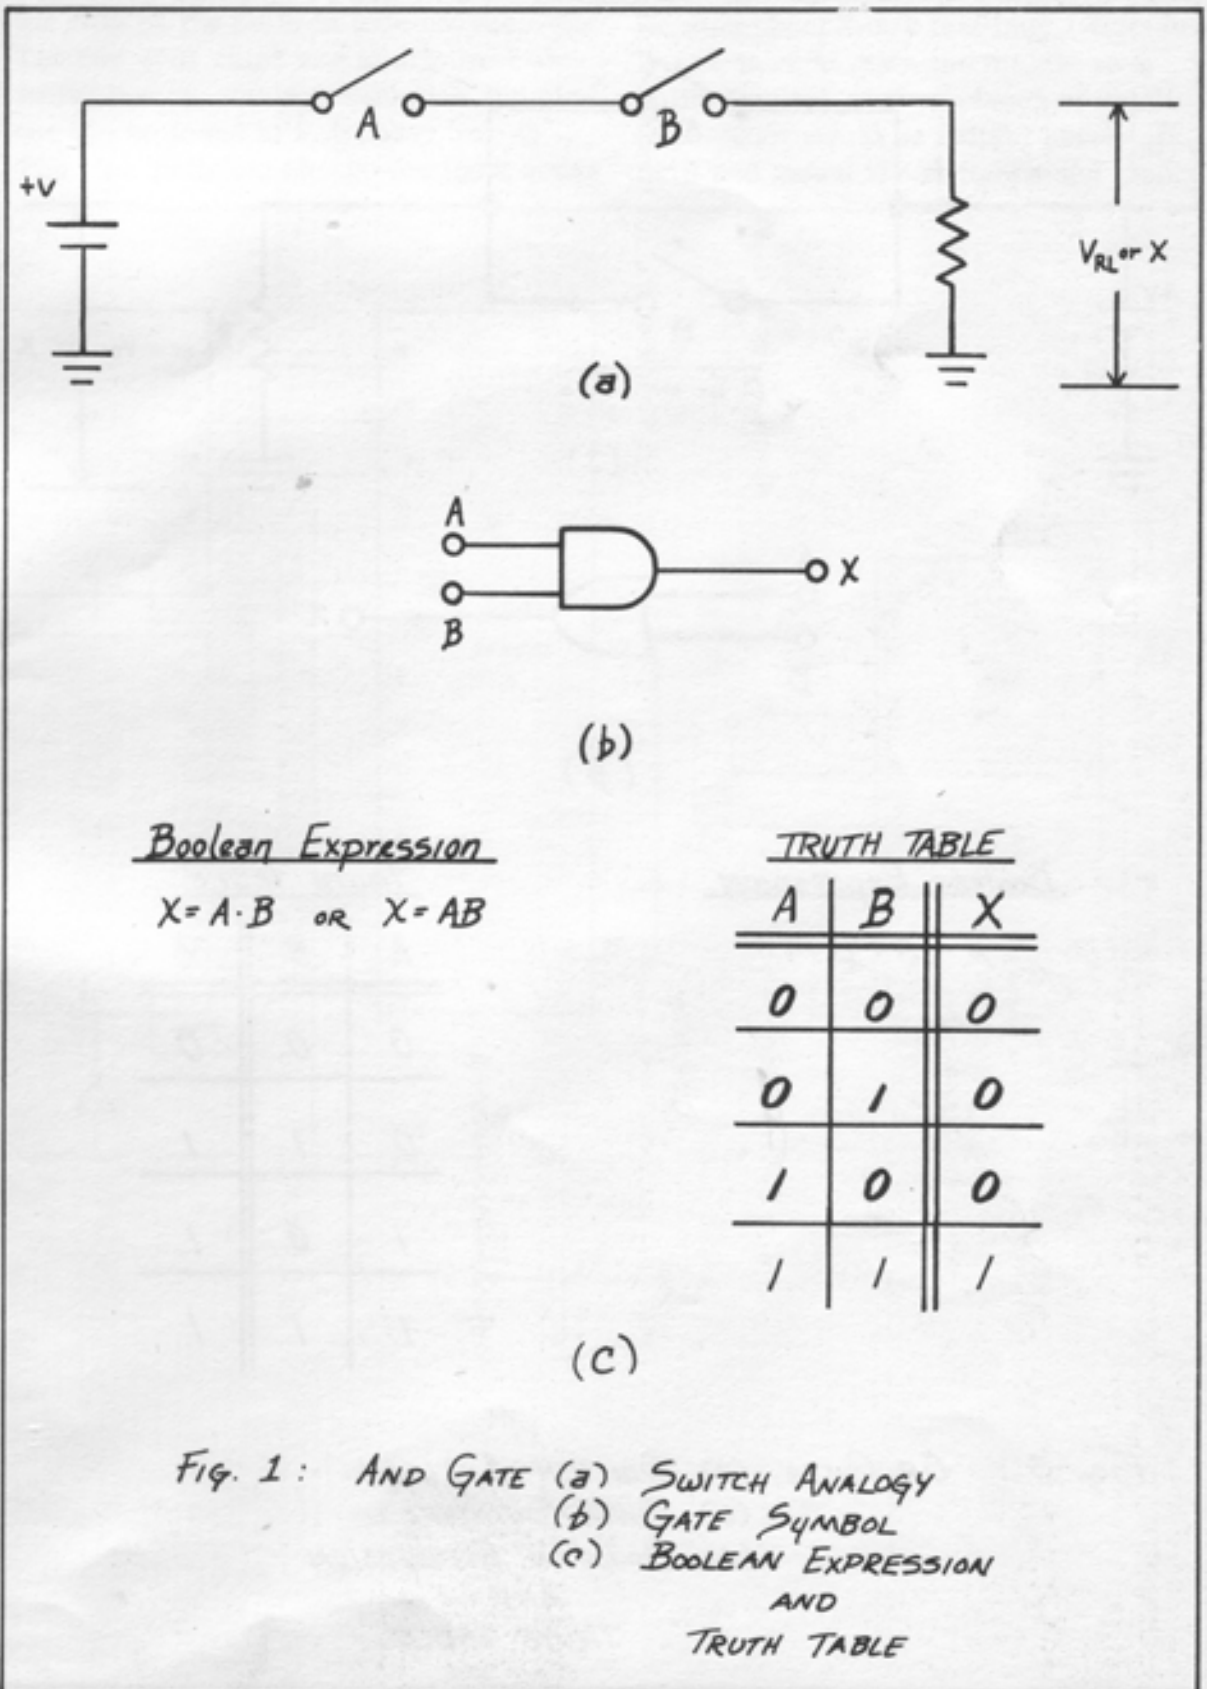 A B
+V
V_RL or X
(a)
A
X
B
(b)
Boolean Expression
X = A · B OR X = AB
TRUTH TABLE
A B X
0 0 0
0 1 0
1 0 0
1 1 1
(c)
FIG. 1 : AND GATE (a) SWITCH ANALOGY
(b) GATE SYMBOL
(c) BOOLEAN EXPRESSION
AND
TRUTH TABLE